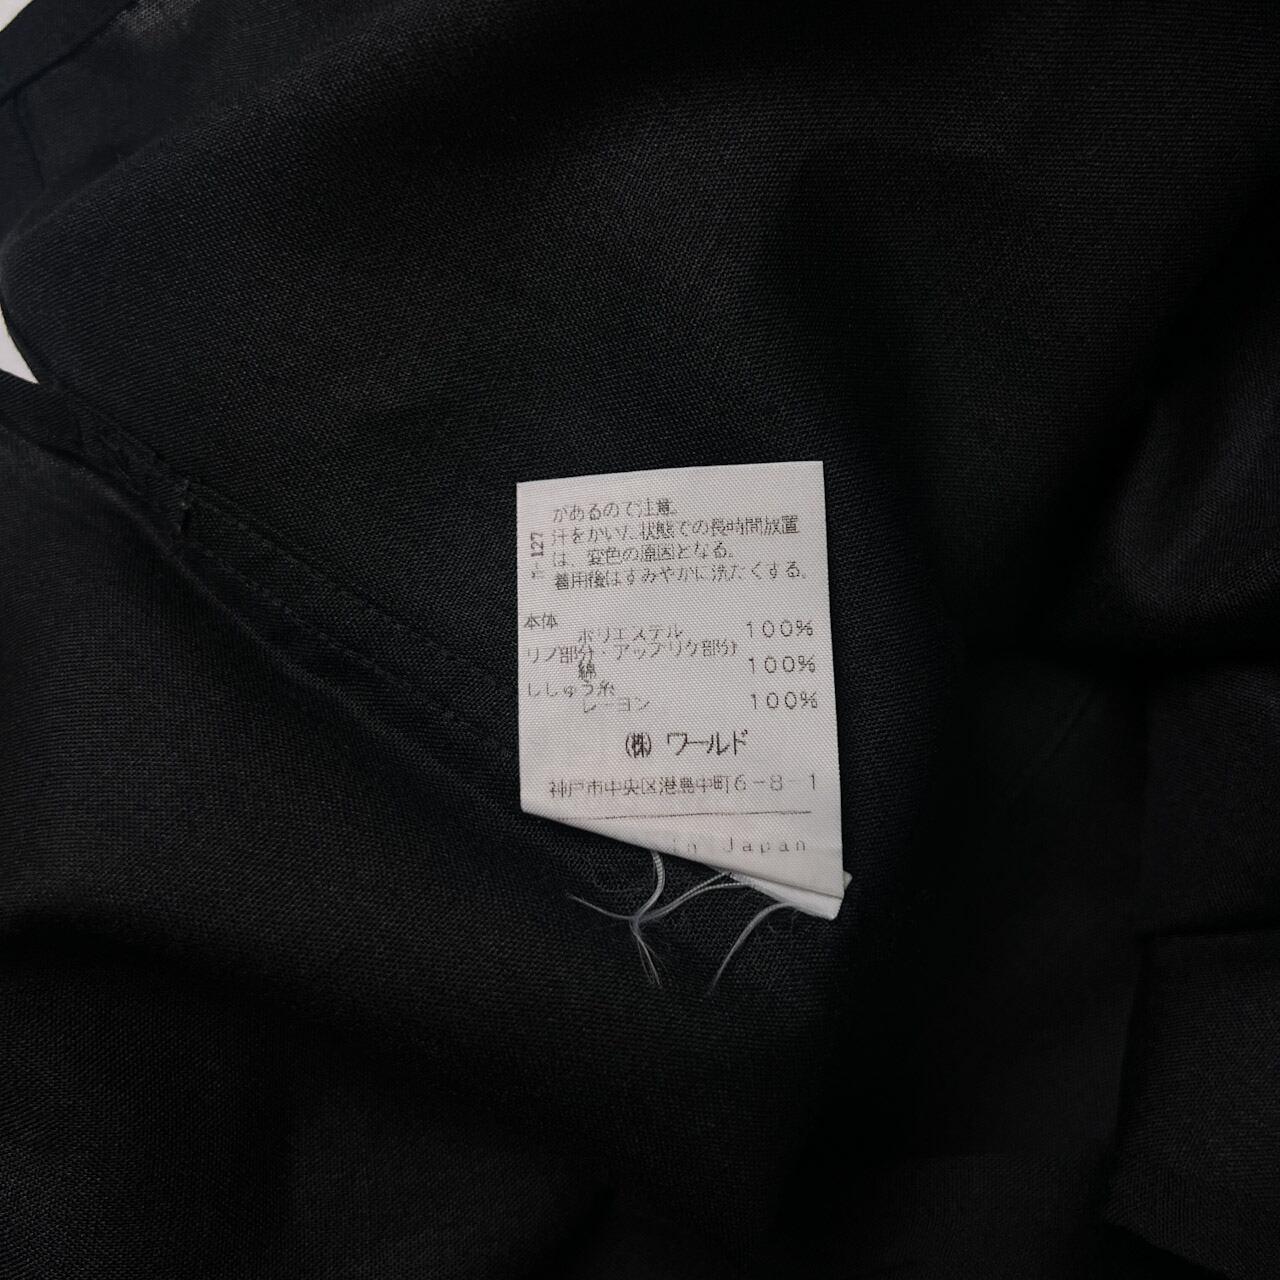 があるので注意。
汗をかいた状態での長時間放置
は、変色の原因となる。
着用後はすみやかに洗たくする。
127
本体
ポリエステル 100%
リブ部分・アップリケ部分
綿 100%
ししゅう糸
レーヨン 100%
(株) ワールド
神戸市中央区港島中町6-8-1
In Japan